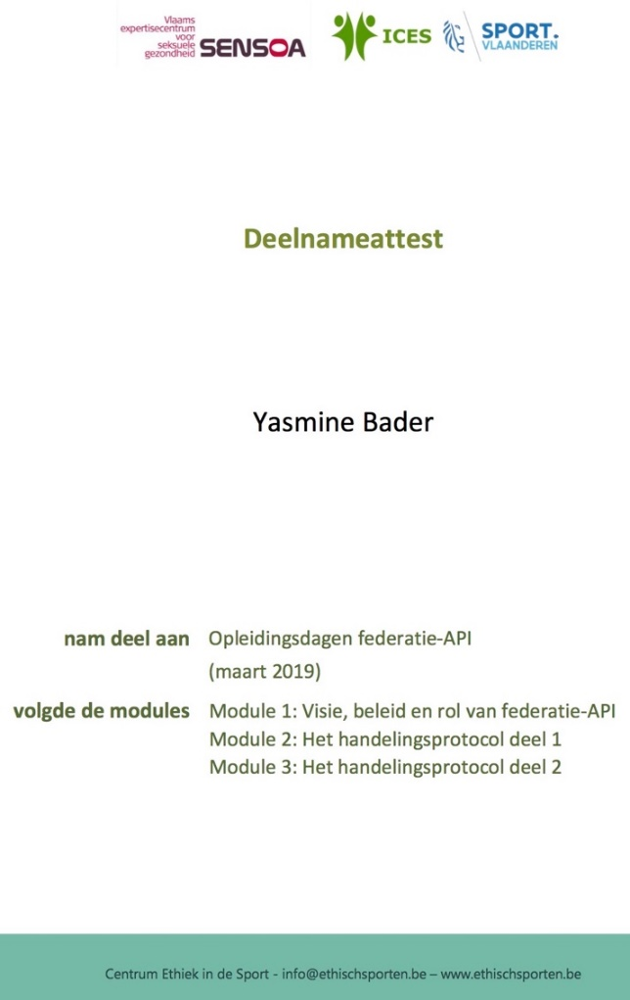 Vlaams
expertisecentrum
voor
seksuele
gezondheid SENSOA
ICES
SPORT.
VLAANDEREN
Deelnameattest
Yasmine Bader
nam deel aan Opleidingsdagen federatie-API
(maart 2019)
volgde de modules Module 1: Visie, beleid en rol van federatie-API
Module 2: Het handelingsprotocol deel 1
Module 3: Het handelingsprotocol deel 2
Centrum Ethiek in de Sport - info@ethischsporten.be – www.ethischsporten.be